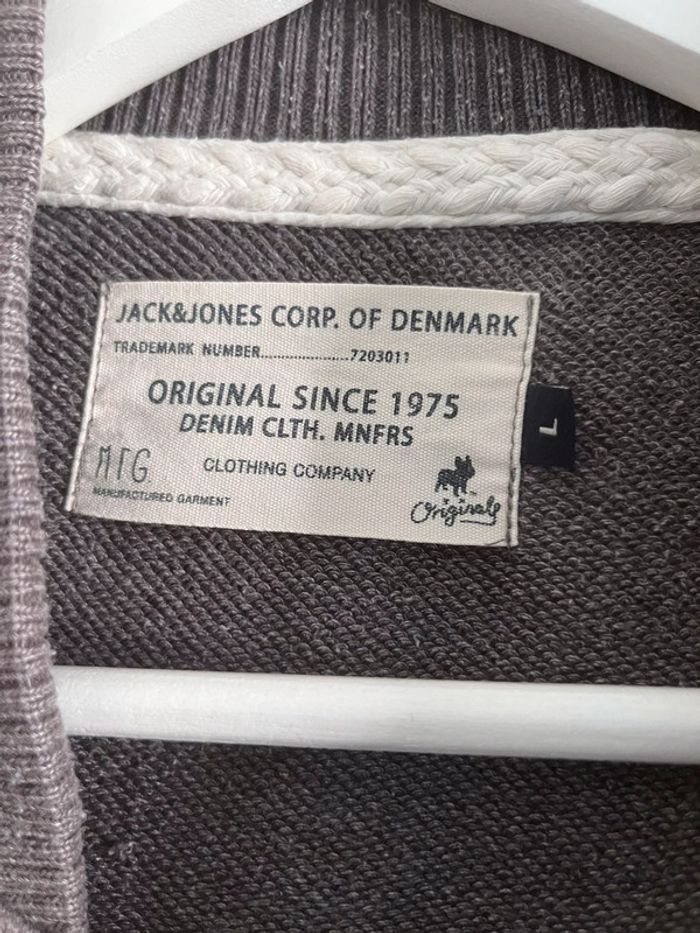 JACK&JONES CORP. OF DENMARK
TRADEMARK NUMBER.....................7203011
ORIGINAL SINCE 1975
DENIM CLTH. MNFRS
MFG.
CLOTHING COMPANY
MANUFACTURED GARMENT
Originals
L